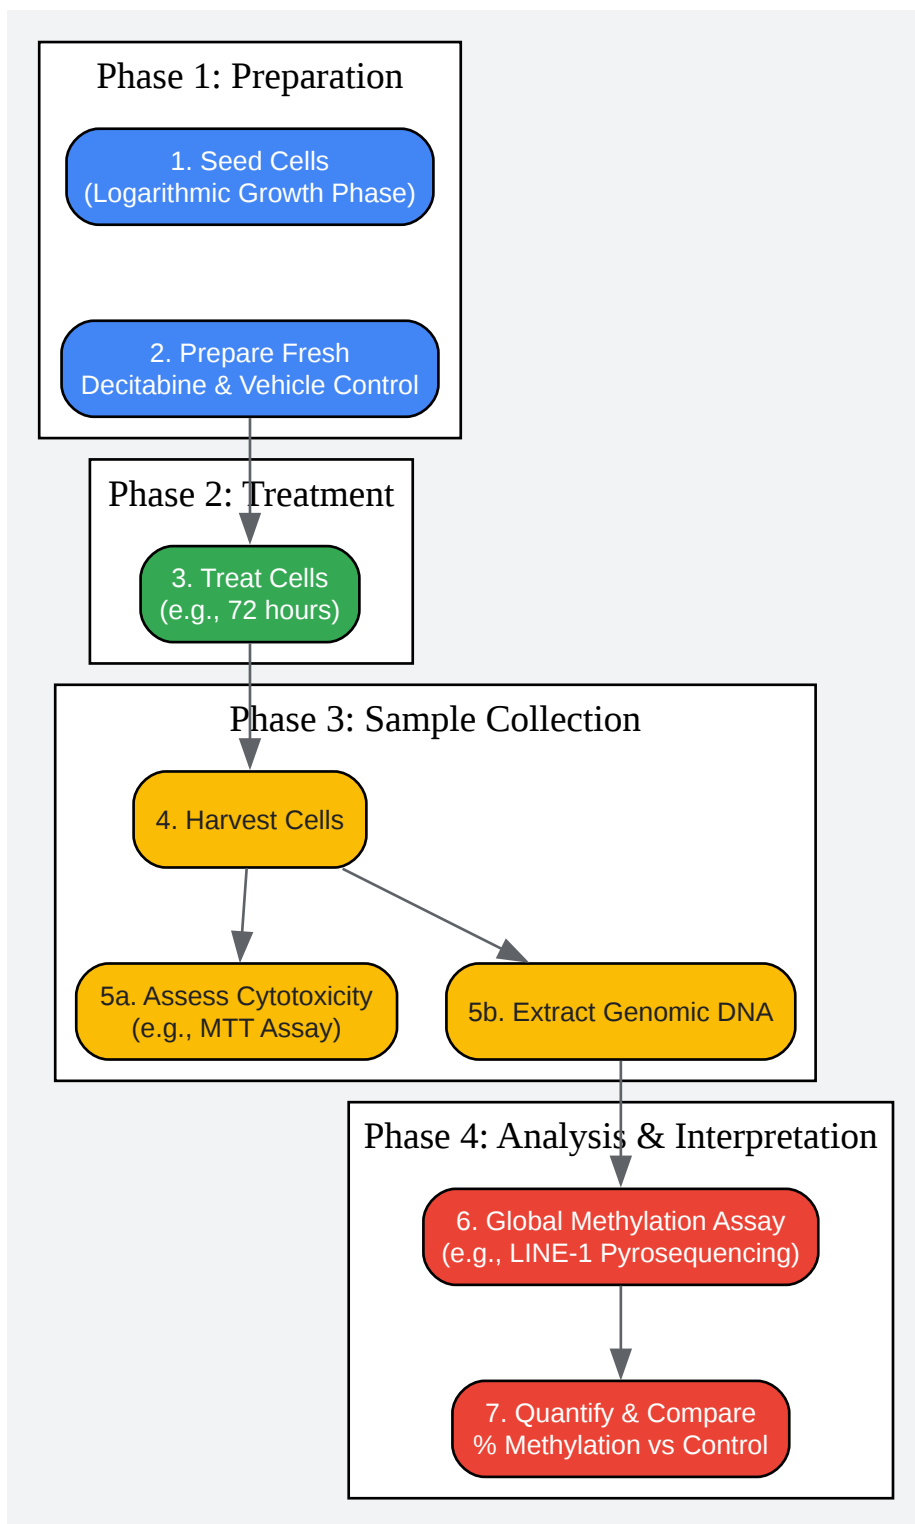 Phase 1: Preparation
1. Seed Cells
(Logarithmic Growth Phase)
2. Prepare Fresh
Decitabine & Vehicle Control
Phase 2: Treatment
3. Treat Cells
(e.g., 72 hours)
Phase 3: Sample Collection
4. Harvest Cells
5a. Assess Cytotoxicity
(e.g., MTT Assay)
5b. Extract Genomic DNA
Phase 4: Analysis & Interpretation
6. Global Methylation Assay
(e.g., LINE-1 Pyrosequencing)
7. Quantify & Compare
% Methylation vs Control